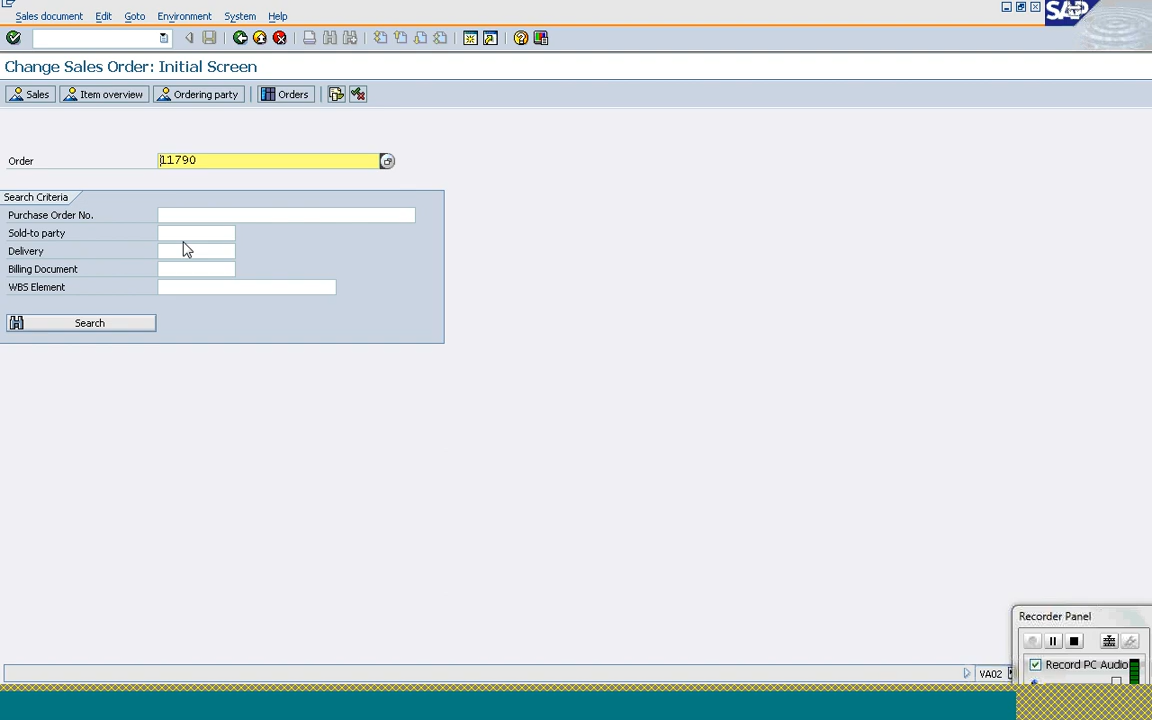 Sales document Edit Goto Environment System Help
SAP
Change Sales Order: Initial Screen
Sales Item overview Ordering party Orders
Order 11790
Search Criteria
Purchase Order No.
Sold-to party
Delivery
Billing Document
WBS Element
Search
Recorder Panel
Record PC Audio
VA02